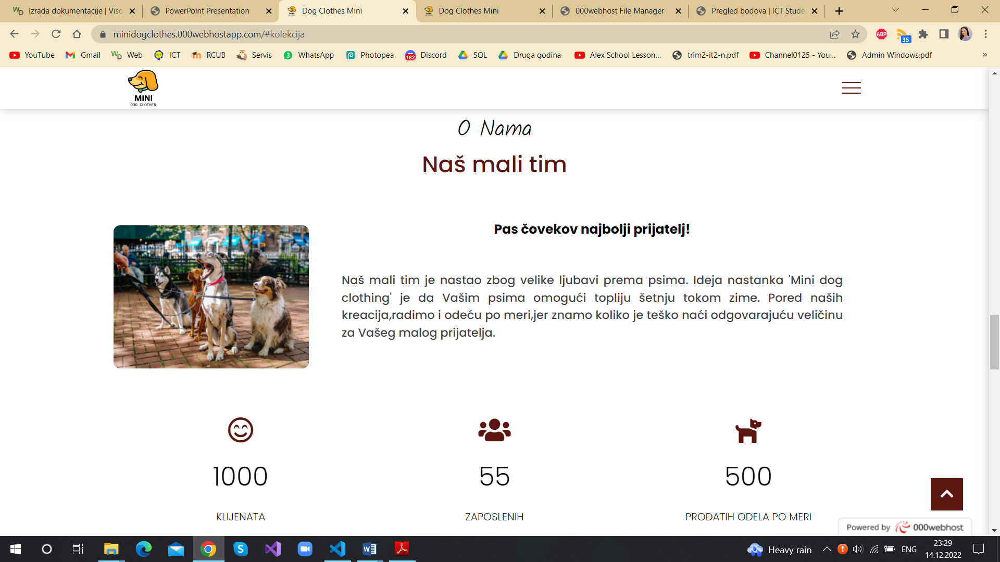 Izrada dokumentacije | Viso
PowerPoint Presentation
Dog Clothes Mini
Dog Clothes Mini
000webhost File Manager
Pregled bodova | ICT Stude
minidogclothes.000webhostapp.com/#kolekcija
ABP
35
YouTube
Gmail
Web
ICT
RCUB
Servis
3
WhatsApp
Photopea
162
Discord
SQL
Druga godina
Alex School Lesson...
trim2-it2-n.pdf
Channel0125 - You...
Admin Windows.pdf
»
MINI
DOG CLOTHES
O Nama
Naš mali tim
Pas čovekov najbolji prijatelj!
Naš mali tim je nastao zbog velike ljubavi prema psima. Ideja nastanka 'Mini dog
clothing' je da Vašim psima omogući topliju šetnju tokom zime. Pored naših
kreacija,radimo i odeću po meri,jer znamo koliko je teško naći odgovarajuću veličinu
za Vašeg malog prijatelja.
1000
55
500
KLIJENATA
ZAPOSLENIH
PRODATIH ODELA PO MERI
Powered by 000webhost
Heavy rain
ENG
23:29
14.12.2022